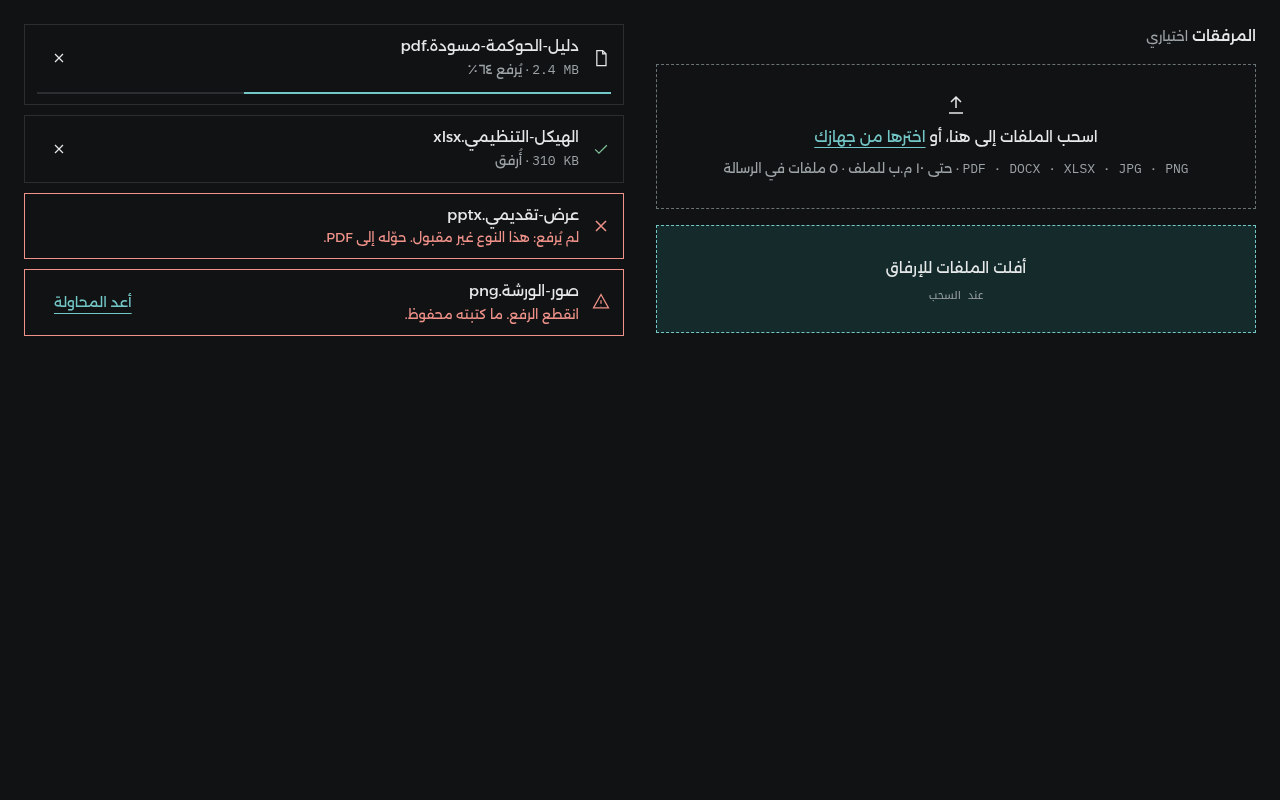 المرفقات اختياري
اسحب الملفات إلى هنا، أو اخترها من جهازك
PDF · DOCX · XLSX · JPG · PNG · حتى ١٠ م.ب للملف · ٥ ملفات في الرسالة
أفلت الملفات للإرفاق
عند السحب
دليل-الحوكمة-مسودة.pdf
2.4 MB · يُرفع ٦٤٪
الهيكل-التنظيمي.xlsx
310 KB · أُرفق
عرض-تقديمي.pptx
لم يُرفع: هذا النوع غير مقبول. حوّله إلى PDF.
صور-الورشة.png
انقطع الرفع. ما كتبته محفوظ.
أعد المحاولة